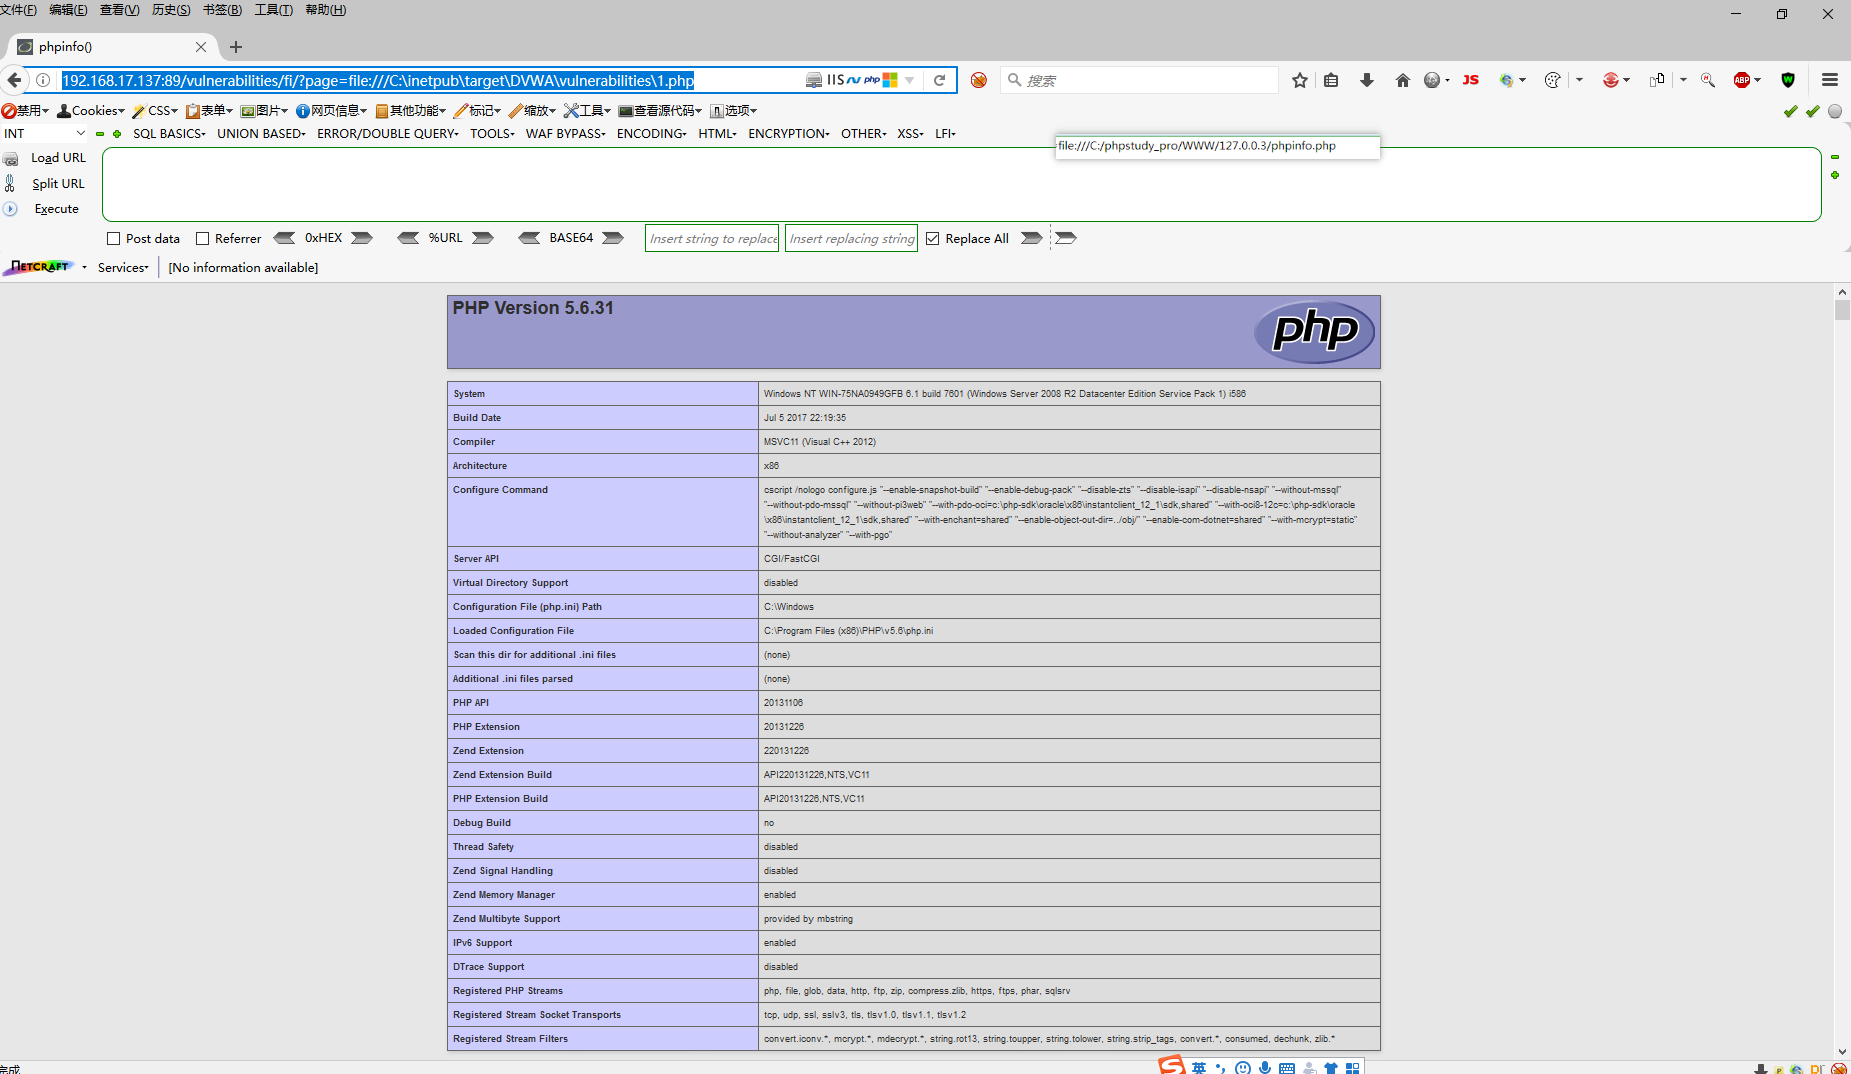 文件(F) 编辑(E) 查看(V) 历史(S) 书签(B) 工具(T) 帮助(H)
phpinfo()
192.168.17.137:89/vulnerabilities/fi/?page=file:///C:\inetpub\target\DVWA\vulnerabilities\1.php IIS php 搜索 JS ABP W
禁用 Cookies CSS 表单 图片 网页信息 其他功能 标记 缩放 工具 查看源代码 选项
INT SQL BASICS UNION BASED ERROR/DOUBLE QUERY TOOLS WAF BYPASS ENCODING HTML ENCRYPTION OTHER XSS LFI
file:///C:/phpstudy_pro/WWW/127.0.0.3/phpinfo.php
Load URL
Split URL
Execute
Post data Referrer 0xHEX %URL BASE64 Insert string to replace Insert replacing string Replace All
NETCRAFT Services [No information available]
PHP Version 5.6.31
php
System Windows NT WIN-75NA0949GFB 6.1 build 7601 (Windows Server 2008 R2 Datacenter Edition Service Pack 1) i586
Build Date Jul 5 2017 22:19:35
Compiler MSVC11 (Visual C++ 2012)
Architecture x86
Configure Command cscript /nologo configure.js "--enable-snapshot-build" "--enable-debug-pack" "--disable-zts" "--disable-isapi" "--disable-nsapi" "--without-mssql"
"--without-pdo-mssql" "--without-pi3web" "--with-pdo-oci=c:\php-sdk\oracle\x86\instantclient_12_1\sdk,shared" "--with-oci8-12c=c:\php-sdk\oracle
\x86\instantclient_12_1\sdk,shared" "--with-enchant=shared" "--enable-object-out-dir=../obj/" "--enable-com-dotnet=shared" "--with-mcrypt=static"
"--without-analyzer" "--with-pgo"
Server API CGI/FastCGI
Virtual Directory Support disabled
Configuration File (php.ini) Path C:\Windows
Loaded Configuration File C:\Program Files (x86)\PHP\v5.6\php.ini
Scan this dir for additional .ini files (none)
Additional .ini files parsed (none)
PHP API 20131106
PHP Extension 20131226
Zend Extension 220131226
Zend Extension Build API220131226,NTS,VC11
PHP Extension Build API20131226,NTS,VC11
Debug Build no
Thread Safety disabled
Zend Signal Handling disabled
Zend Memory Manager enabled
Zend Multibyte Support provided by mbstring
IPv6 Support enabled
DTrace Support disabled
Registered PHP Streams php, file, glob, data, http, ftp, zip, compress.zlib, https, ftps, phar, sqlsrv
Registered Stream Socket Transports tcp, udp, ssl, sslv3, tls, tlsv1.0, tlsv1.1, tlsv1.2
Registered Stream Filters convert.iconv.*, mcrypt.*, mdecrypt.*, string.rot13, string.toupper, string.tolower, string.strip_tags, convert.*, consumed, dechunk, zlib.*
完成 英